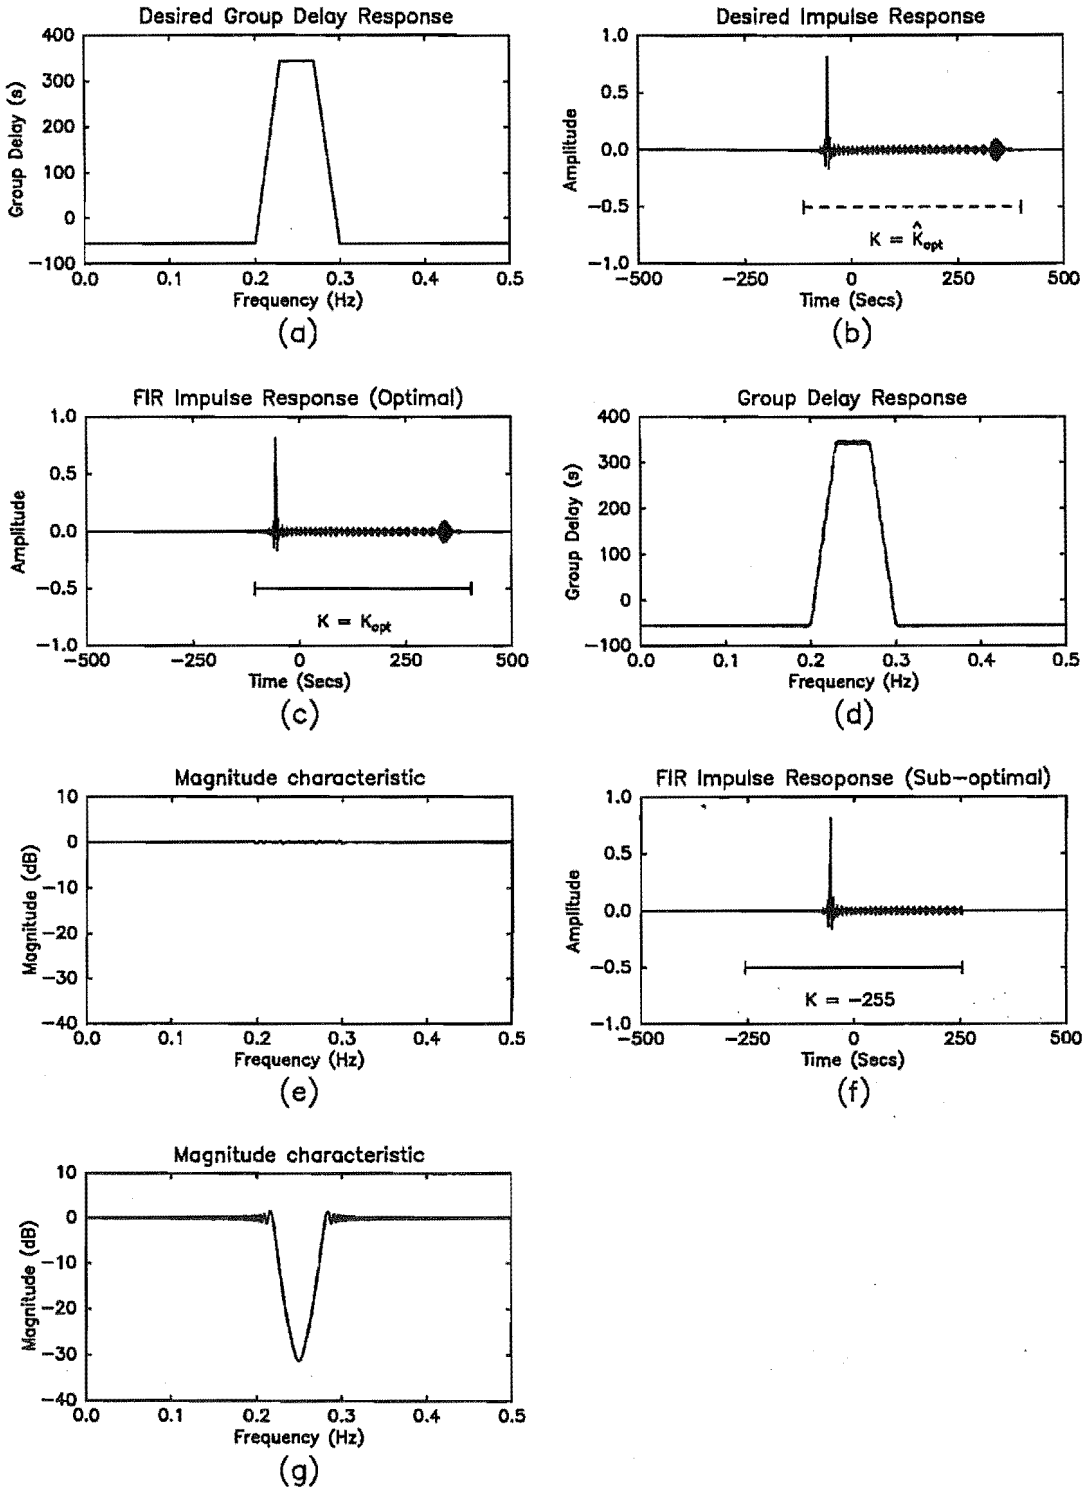 Desired Group Delay Response
400
300
200
100
0
-100
Group Delay (s)
0.0 0.1 0.2 0.3 0.4 0.5
Frequency (Hz)
(a)
Desired Impulse Response
1.0
0.5
0.0
-0.5
-1.0
Amplitude
K = K̂opt
-500 -250 0 250 500
Time (Secs)
(b)
FIR Impulse Response (Optimal)
1.0
0.5
0.0
-0.5
-1.0
Amplitude
K = Kopt
-500 -250 0 250 500
Time (Secs)
(c)
Group Delay Response
400
300
200
100
0
-100
Group Delay (s)
0.0 0.1 0.2 0.3 0.4 0.5
Frequency (Hz)
(d)
Magnitude characteristic
10
0
-10
-20
-30
-40
Magnitude (dB)
0.0 0.1 0.2 0.3 0.4 0.5
Frequency (Hz)
(e)
FIR Impulse Resoponse (Sub-optimal)
1.0
0.5
0.0
-0.5
-1.0
Amplitude
K = -255
-500 -250 0 250 500
Time (Secs)
(f)
Magnitude characteristic
10
0
-10
-20
-30
-40
Magnitude (dB)
0.0 0.1 0.2 0.3 0.4 0.5
Frequency (Hz)
(g)